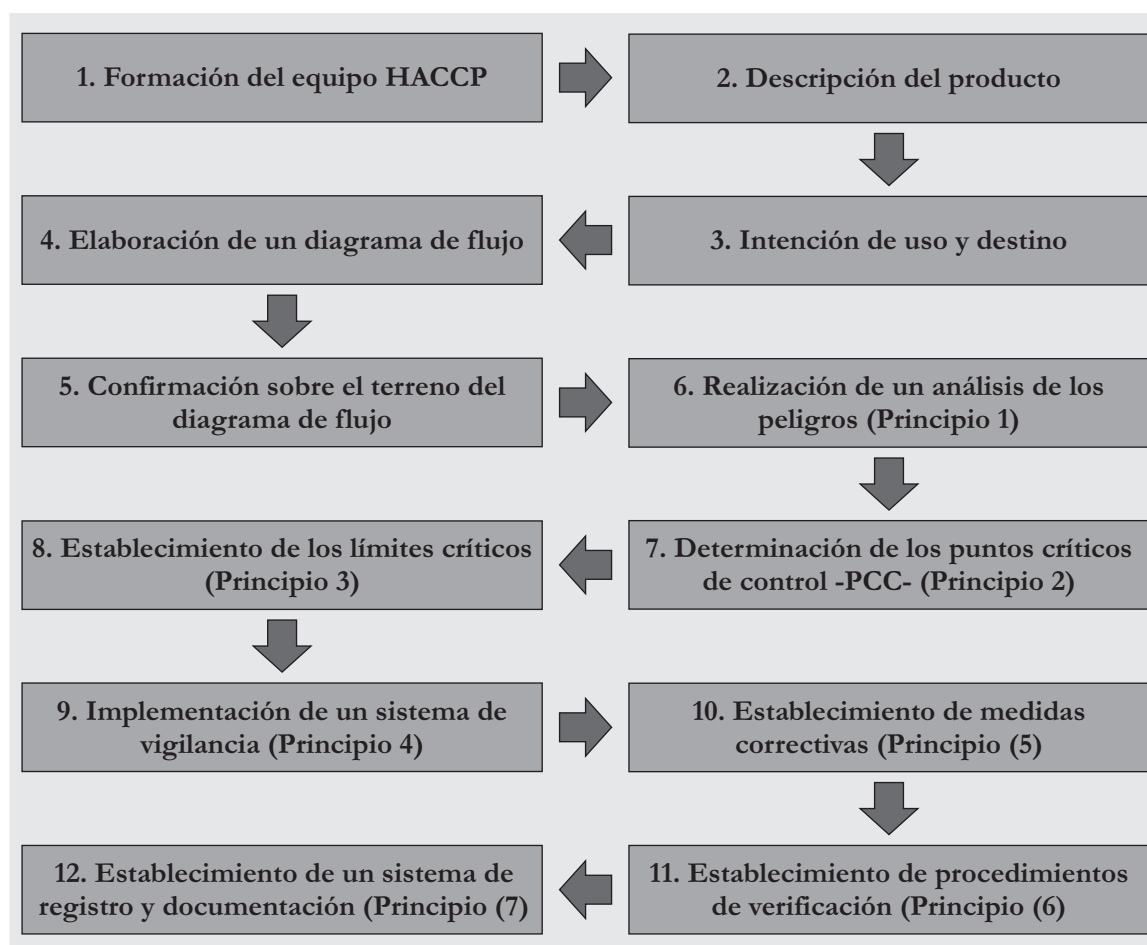 1. Formación del equipo HACCP
2. Descripción del producto
3. Intención de uso y destino
4. Elaboración de un diagrama de flujo
5. Confirmación sobre el terreno del
diagrama de flujo
6. Realización de un análisis de los
peligros (Principio 1)
7. Determinación de los puntos críticos
de control -PCC- (Principio 2)
8. Establecimiento de los límites críticos
(Principio 3)
9. Implementación de un sistema de
vigilancia (Principio 4)
10. Establecimiento de medidas
correctivas (Principio (5)
11. Establecimiento de procedimientos
de verificación (Principio (6)
12. Establecimiento de un sistema de
registro y documentación (Principio (7)